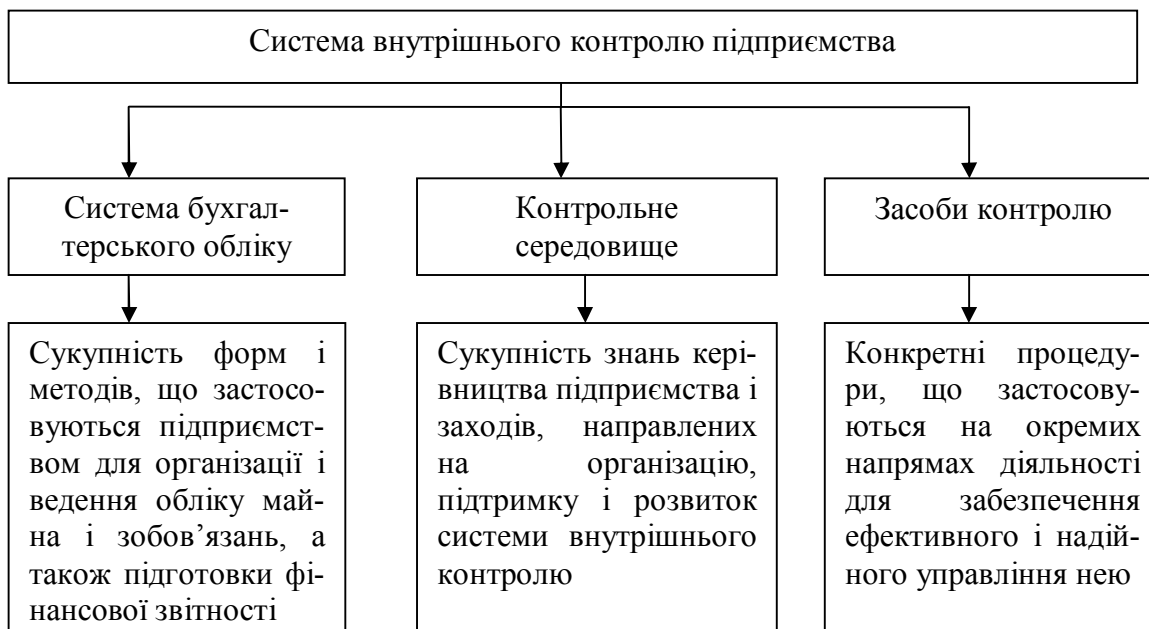 Система внутрішнього контролю підприємства
Система бухгал-
терського обліку
Контрольне
середовище
Засоби контролю
Сукупність форм і
методів, що застосо-
вуються підприємст-
вом для організації і
ведення обліку май-
на і зобов’язань, а
також підготовки фі-
нансової звітності
Сукупність знань кері-
вництва підприємства і
заходів, направлених
на організацію,
підтримку і розвиток
системи внутрішнього
контролю
Конкретні процеду-
ри, що застосову-
ються на окремих
напрямах діяльності
для забезпечення
ефективного і надій-
ного управління нею